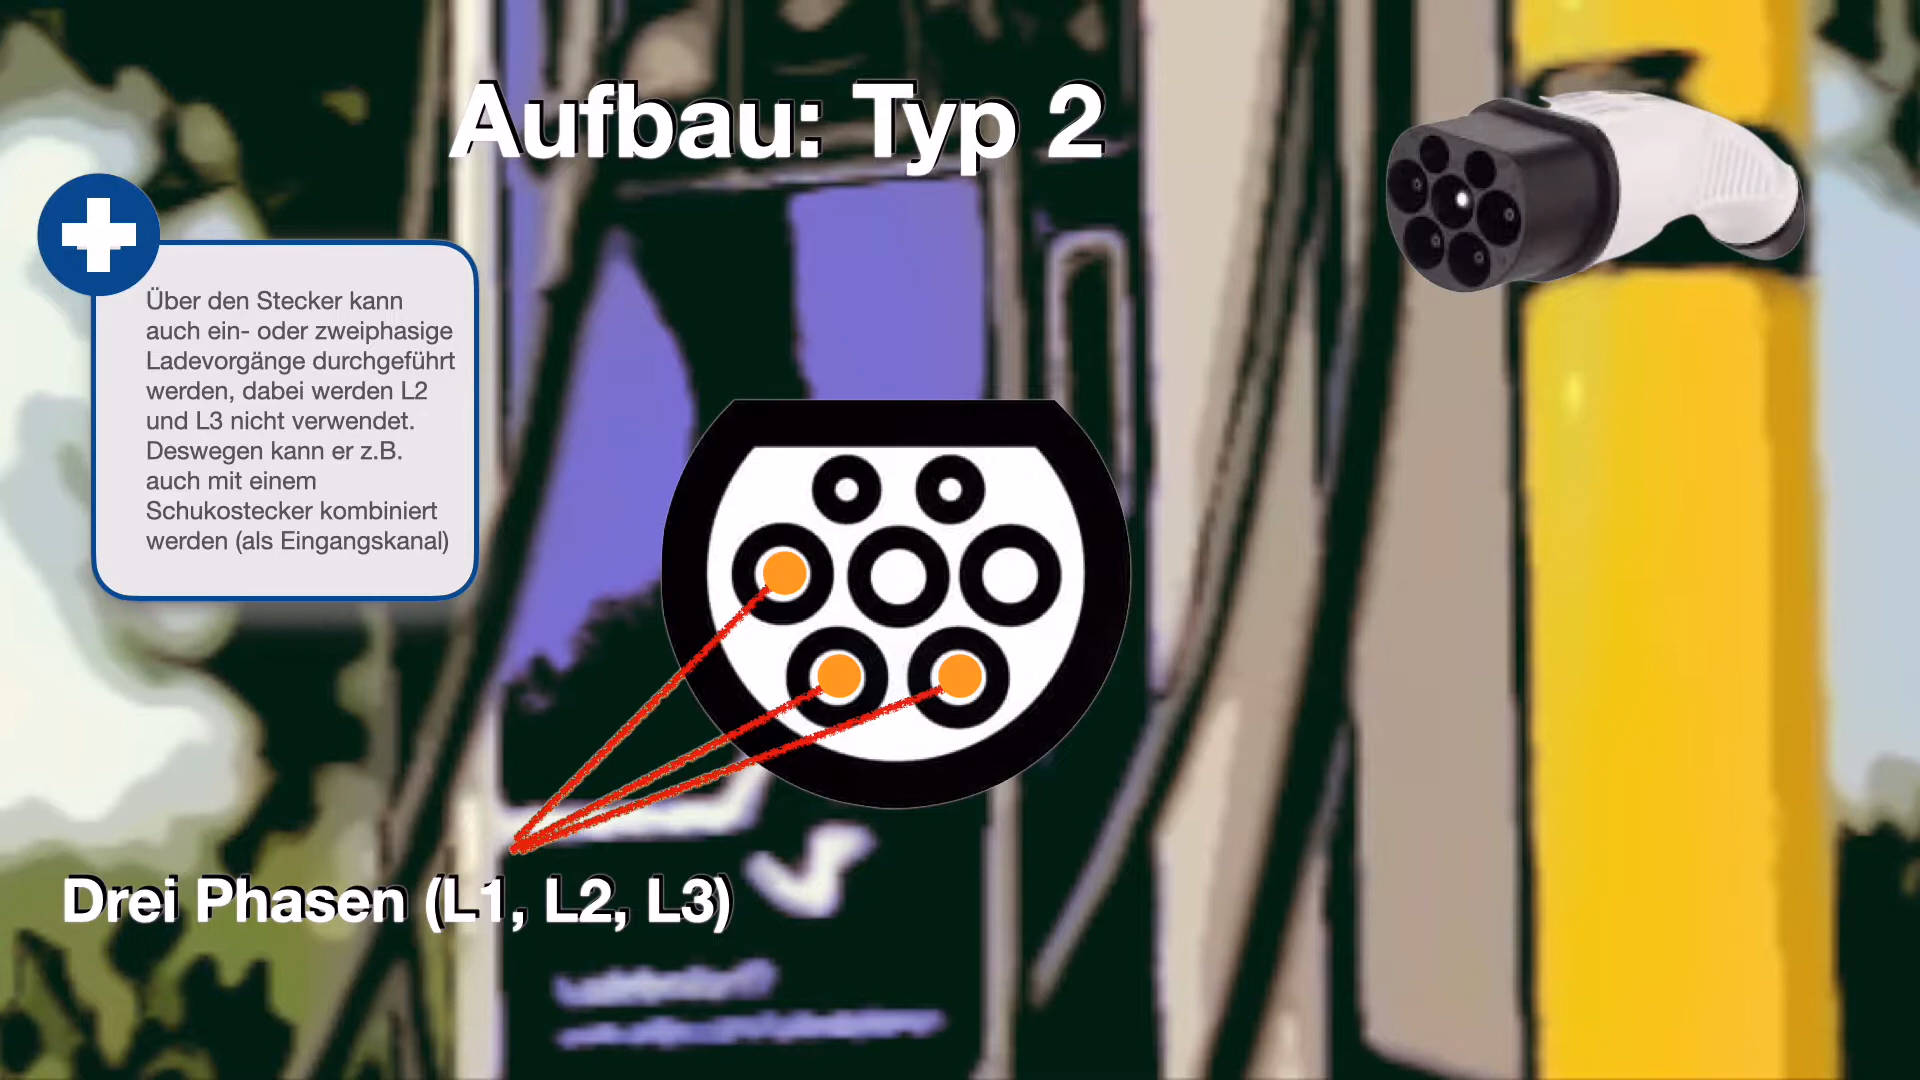 Aufbau: Typ 2
Über den Stecker kann
auch ein- oder zweiphasige
Ladevorgänge durchgeführt
werden, dabei werden L2
und L3 nicht verwendet.
Deswegen kann er z.B.
auch mit einem
Schukostecker kombiniert
werden (als Eingangskanal)
Drei Phasen (L1, L2, L3)